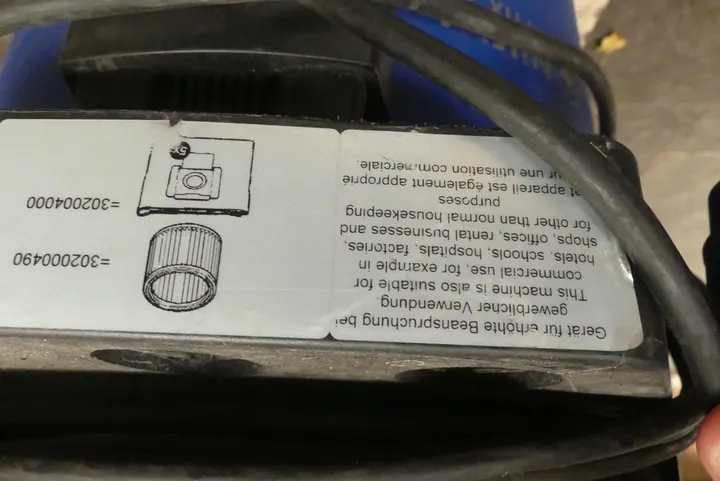 Gerät für erhöhte Beanspruchung bei
gewerblicher Verwendung.
This machine is also suitable for
commercial use, for example in
hotels, schools, hospitals, factories,
shops, offices, rental businesses and
for other than normal housekeeping
purposes
appareil est également approprié
une utilisation commerciale.
=302000490
5x
=302004000